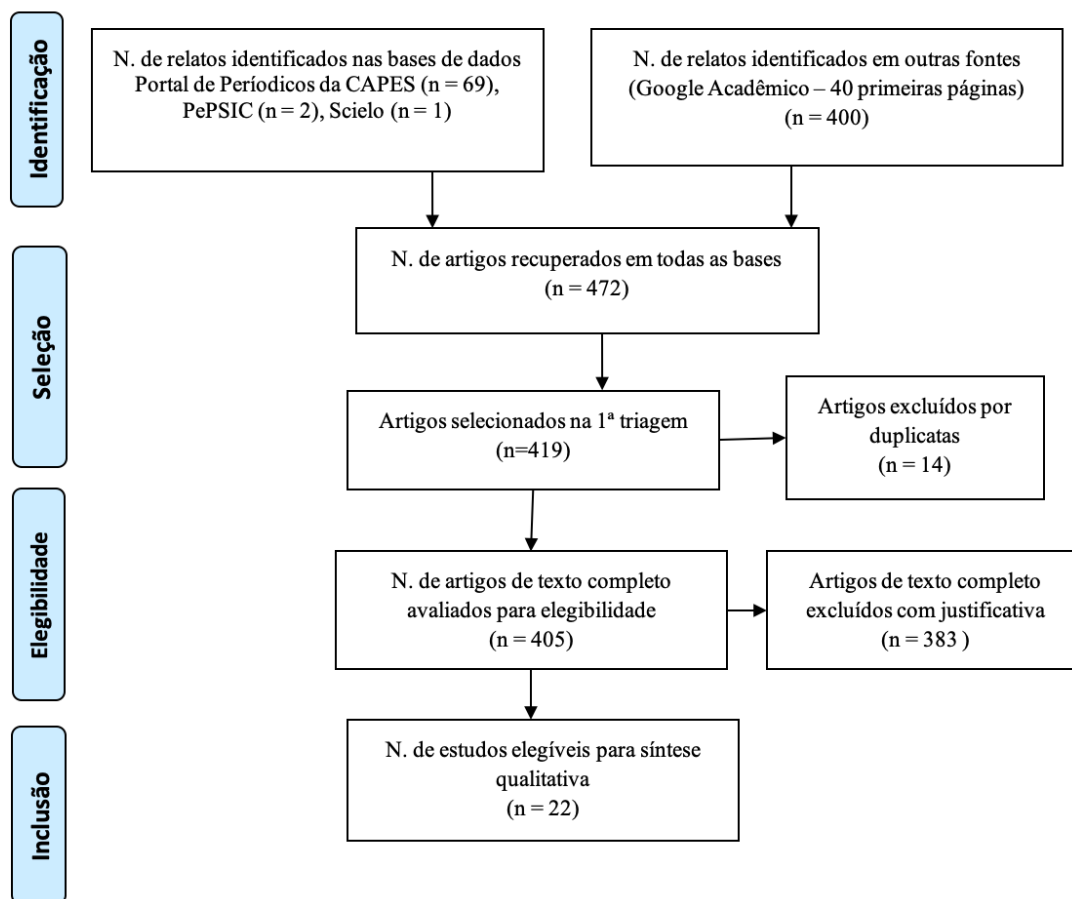 Identificação
N. de relatos identificados nas bases de dados
Portal de Períodicos da CAPES (n = 69),
PePSIC (n = 2), Scielo (n = 1)
N. de relatos identificados em outras fontes
(Google Acadêmico – 40 primeiras páginas)
(n = 400)
Seleção
N. de artigos recuperados em todas as bases
(n = 472)
Artigos selecionados na 1ª triagem
(n=419)
Artigos excluídos por
duplicatas
(n = 14)
Elegibilidade
N. de artigos de texto completo
avaliados para elegibilidade
(n = 405)
Artigos de texto completo
excluídos com justificativa
(n = 383 )
Inclusão
N. de estudos elegíveis para síntese
qualitativa
(n = 22)